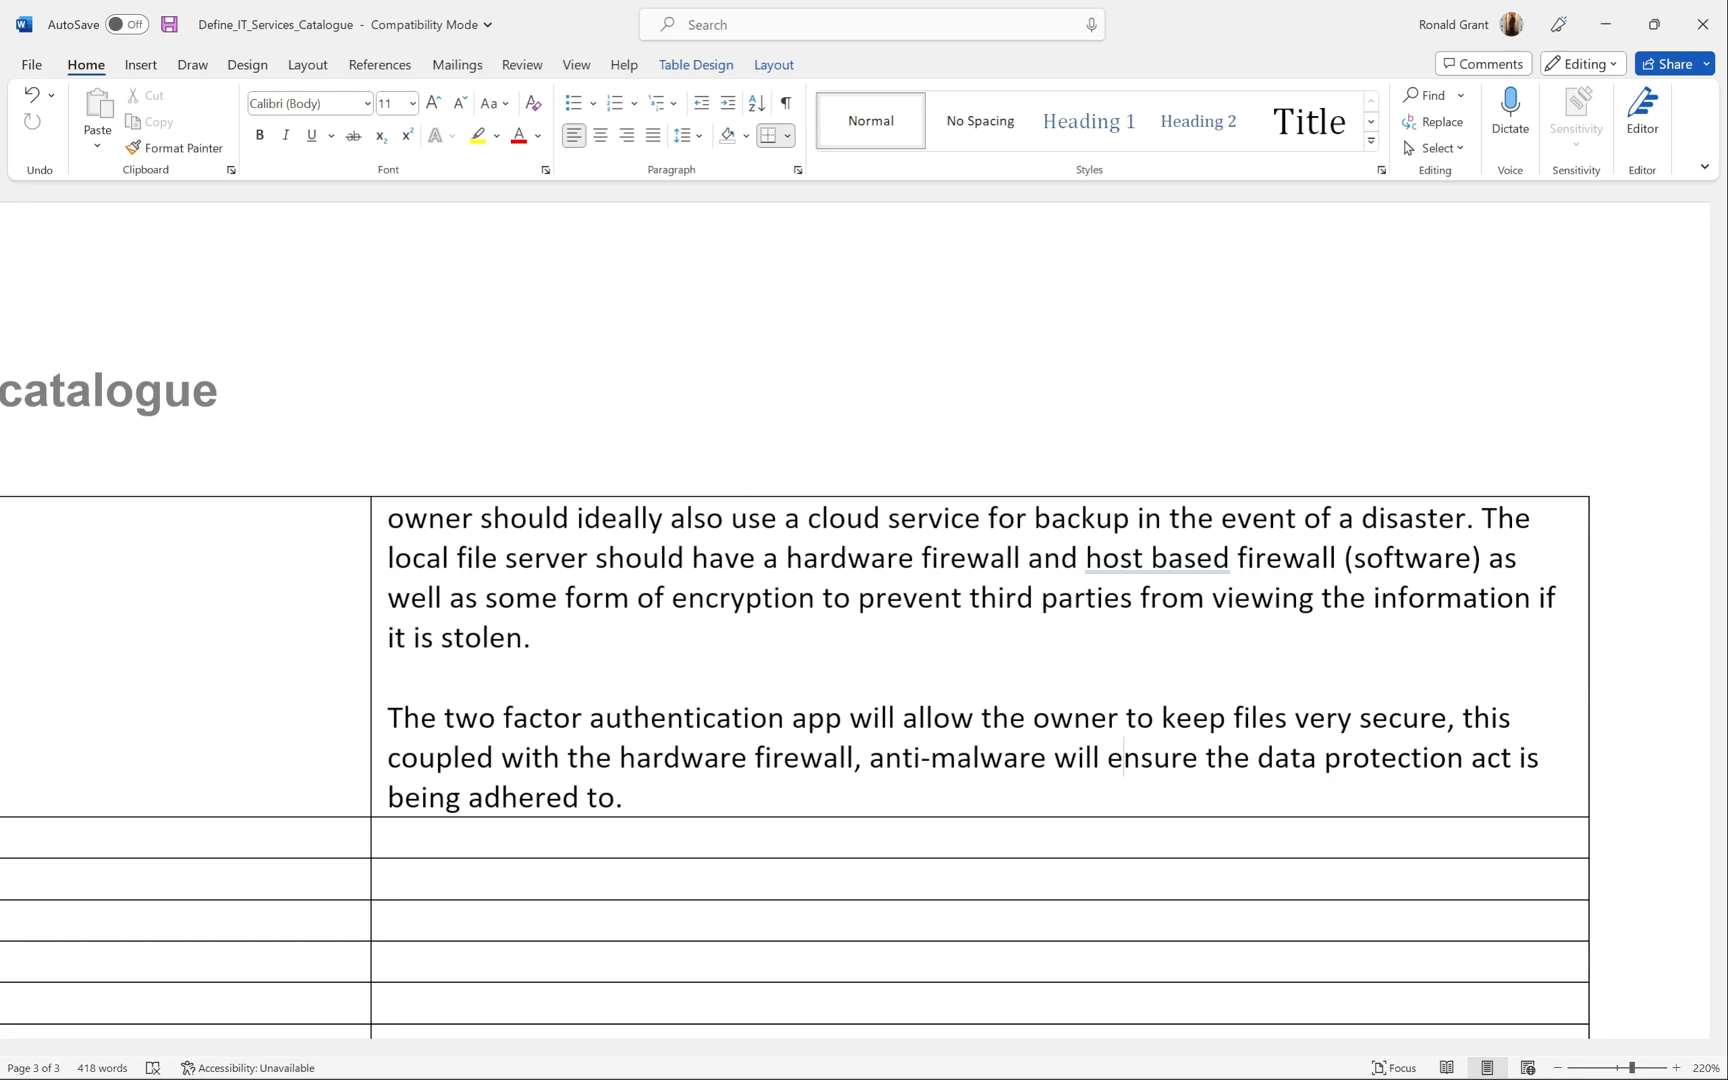 AutoSave Off Define_IT_Services_Catalogue - Compatibility Mode Search Ronald Grant
File Home Insert Draw Design Layout References Mailings Review View Help Table Design Layout Comments Editing Share
Paste Cut Copy Format Painter
Calibri (Body) 11 Aa
B I U ab x₂ x² A A
Normal No Spacing Heading 1 Heading 2 Title
Find Replace Select
Dictate Sensitivity Editor
Undo Clipboard Font Paragraph Styles Editing Voice Sensitivity Editor
catalogue
owner should ideally also use a cloud service for backup in the event of a disaster. The
local file server should have a hardware firewall and host based firewall (software) as
well as some form of encryption to prevent third parties from viewing the information if
it is stolen.
The two factor authentication app will allow the owner to keep files very secure, this
coupled with the hardware firewall, anti-malware will ensure the data protection act is
being adhered to.
Page 3 of 3 418 words Accessibility: Unavailable Focus 220%